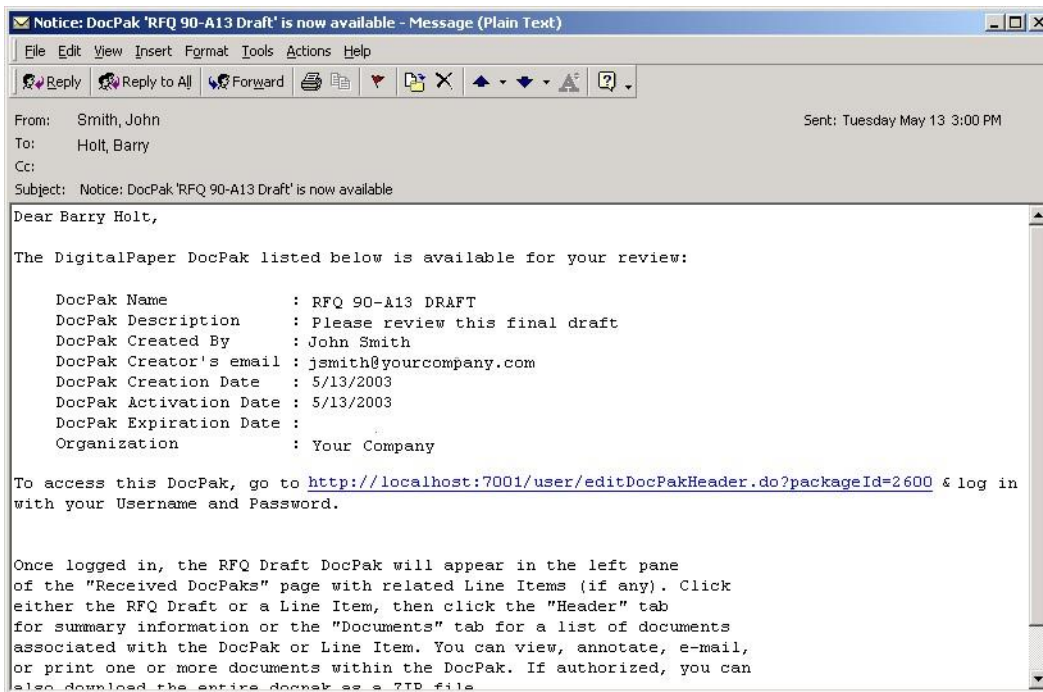 Notice: DocPak 'RFQ 90-A13 Draft' is now available - Message (Plain Text)
File Edit View Insert Format Tools Actions Help
Reply Reply to All Forward
From: Smith, John Sent: Tuesday May 13 3:00 PM
To: Holt, Barry
Cc:
Subject: Notice: DocPak 'RFQ 90-A13 Draft' is now available
Dear Barry Holt,
The DigitalPaper DocPak listed below is available for your review:
DocPak Name : RFQ 90-A13 DRAFT
DocPak Description : Please review this final draft
DocPak Created By : John Smith
DocPak Creator's email : jsmith@yourcompany.com
DocPak Creation Date : 5/13/2003
DocPak Activation Date : 5/13/2003
DocPak Expiration Date :
Organization : Your Company
To access this DocPak, go to http://localhost:7001/user/editDocPakHeader.do?packageId=2600 & log in
with your Username and Password.
Once logged in, the RFQ Draft DocPak will appear in the left pane
of the "Received DocPaks" page with related Line Items (if any). Click
either the RFQ Draft or a Line Item, then click the "Header" tab
for summary information or the "Documents" tab for a list of documents
associated with the DocPak or Line Item. You can view, annotate, e-mail,
or print one or more documents within the DocPak. If authorized, you can
also download the entire docpak as a ZIP file